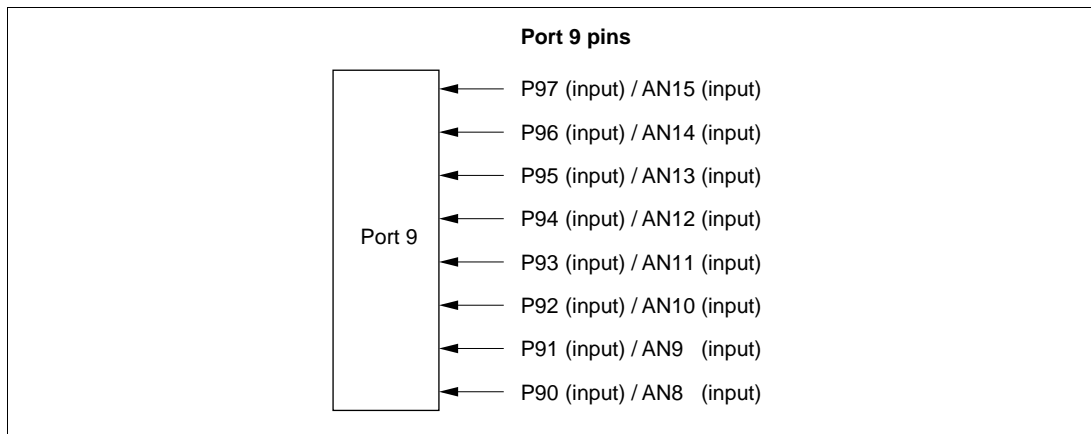 Port 9 pins
P97 (input) / AN15 (input)
P96 (input) / AN14 (input)
P95 (input) / AN13 (input)
P94 (input) / AN12 (input)
Port 9
P93 (input) / AN11 (input)
P92 (input) / AN10 (input)
P91 (input) / AN9 (input)
P90 (input) / AN8 (input)